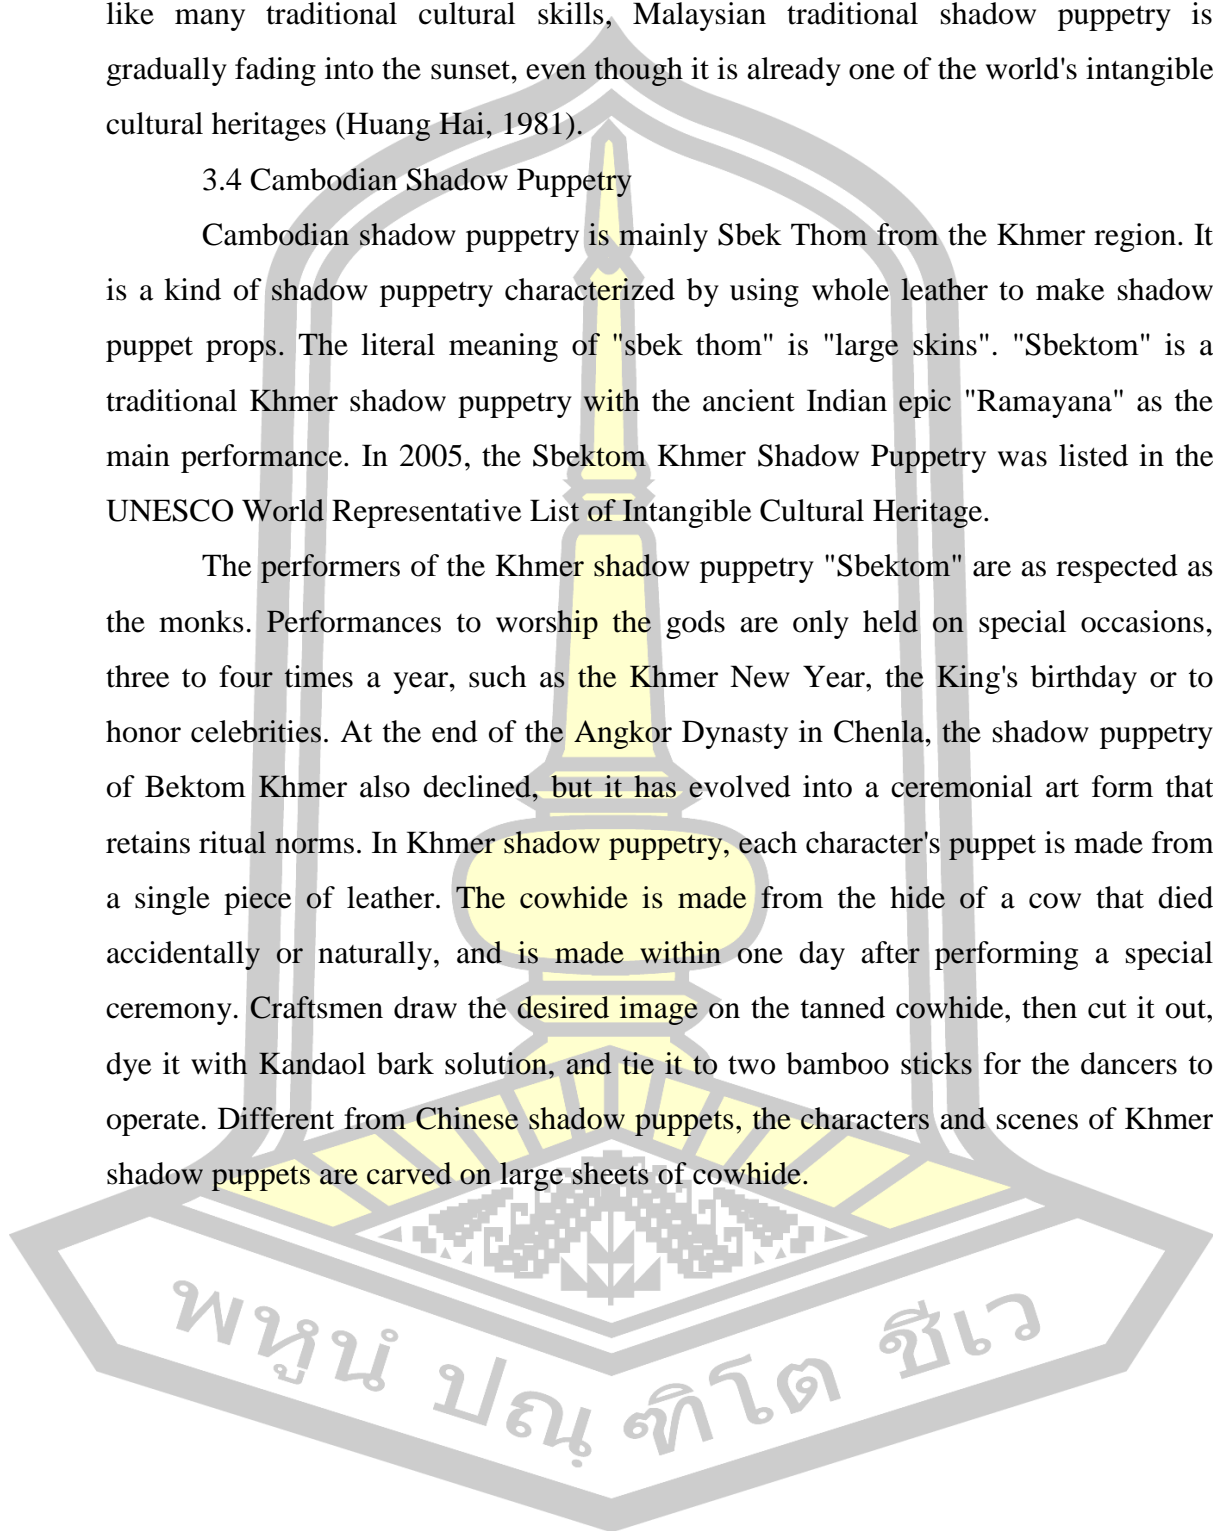 like many traditional cultural skills, Malaysian traditional shadow puppetry is
gradually fading into the sunset, even though it is already one of the world's intangible
cultural heritages (Huang Hai, 1981).
3.4 Cambodian Shadow Puppetry
Cambodian shadow puppetry is mainly Sbek Thom from the Khmer region. It
is a kind of shadow puppetry characterized by using whole leather to make shadow
puppet props. The literal meaning of "sbek thom" is "large skins". "Sbektom" is a
traditional Khmer shadow puppetry with the ancient Indian epic "Ramayana" as the
main performance. In 2005, the Sbektom Khmer Shadow Puppetry was listed in the
UNESCO World Representative List of Intangible Cultural Heritage.
The performers of the Khmer shadow puppetry "Sbektom" are as respected as
the monks. Performances to worship the gods are only held on special occasions,
three to four times a year, such as the Khmer New Year, the King's birthday or to
honor celebrities. At the end of the Angkor Dynasty in Chenla, the shadow puppetry
of Bektom Khmer also declined, but it has evolved into a ceremonial art form that
retains ritual norms. In Khmer shadow puppetry, each character's puppet is made from
a single piece of leather. The cowhide is made from the hide of a cow that died
accidentally or naturally, and is made within one day after performing a special
ceremony. Craftsmen draw the desired image on the tanned cowhide, then cut it out,
dye it with Kandaol bark solution, and tie it to two bamboo sticks for the dancers to
operate. Different from Chinese shadow puppets, the characters and scenes of Khmer
shadow puppets are carved on large sheets of cowhide.
พหูนํ ปณฺฑิโต ชีเว